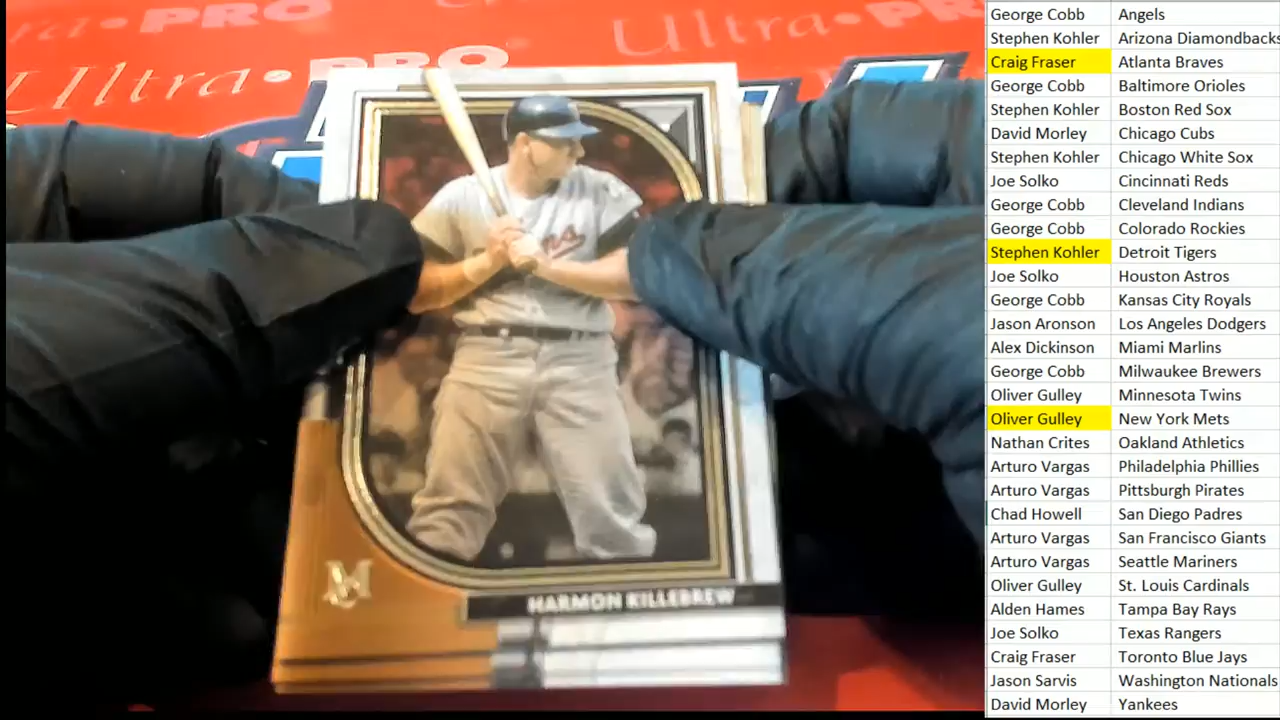 Ultra PRO
Ultra PRO
Ultra PRO
M
HARMON KILLEBREW
George Cobb Angels
Stephen Kohler Arizona Diamondbacks
Craig Fraser Atlanta Braves
George Cobb Baltimore Orioles
Stephen Kohler Boston Red Sox
David Morley Chicago Cubs
Stephen Kohler Chicago White Sox
Joe Solko Cincinnati Reds
George Cobb Cleveland Indians
George Cobb Colorado Rockies
Stephen Kohler Detroit Tigers
Joe Solko Houston Astros
George Cobb Kansas City Royals
Jason Aronson Los Angeles Dodgers
Alex Dickinson Miami Marlins
George Cobb Milwaukee Brewers
Oliver Gulley Minnesota Twins
Oliver Gulley New York Mets
Nathan Crites Oakland Athletics
Arturo Vargas Philadelphia Phillies
Arturo Vargas Pittsburgh Pirates
Chad Howell San Diego Padres
Arturo Vargas San Francisco Giants
Arturo Vargas Seattle Mariners
Oliver Gulley St. Louis Cardinals
Alden Hames Tampa Bay Rays
Joe Solko Texas Rangers
Craig Fraser Toronto Blue Jays
Jason Sarvis Washington Nationals
David Morley Yankees